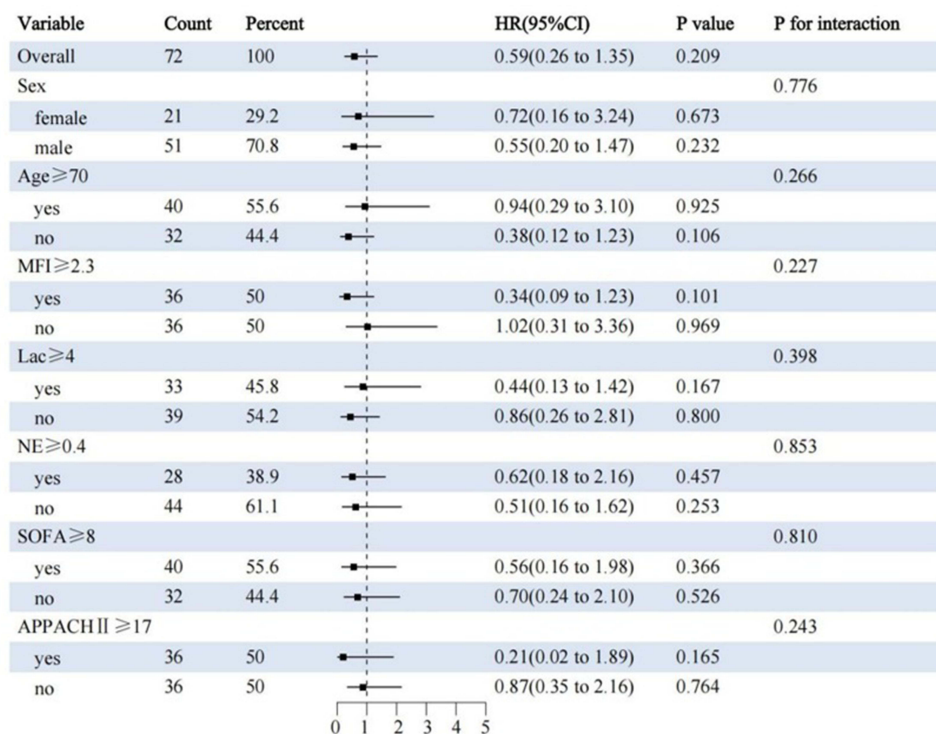 Variable Count Percent HR(95%CI) P value P for interaction
Overall 72 100 0.59(0.26 to 1.35) 0.209
Sex 0.776
female 21 29.2 0.72(0.16 to 3.24) 0.673
male 51 70.8 0.55(0.20 to 1.47) 0.232
Age≥70 0.266
yes 40 55.6 0.94(0.29 to 3.10) 0.925
no 32 44.4 0.38(0.12 to 1.23) 0.106
MFI≥2.3 0.227
yes 36 50 0.34(0.09 to 1.23) 0.101
no 36 50 1.02(0.31 to 3.36) 0.969
Lac≥4 0.398
yes 33 45.8 0.44(0.13 to 1.42) 0.167
no 39 54.2 0.86(0.26 to 2.81) 0.800
NE≥0.4 0.853
yes 28 38.9 0.62(0.18 to 2.16) 0.457
no 44 61.1 0.51(0.16 to 1.62) 0.253
SOFA≥8 0.810
yes 40 55.6 0.56(0.16 to 1.98) 0.366
no 32 44.4 0.70(0.24 to 2.10) 0.526
APPACHⅡ≥17 0.243
yes 36 50 0.21(0.02 to 1.89) 0.165
no 36 50 0.87(0.35 to 2.16) 0.764
0 1 2 3 4 5